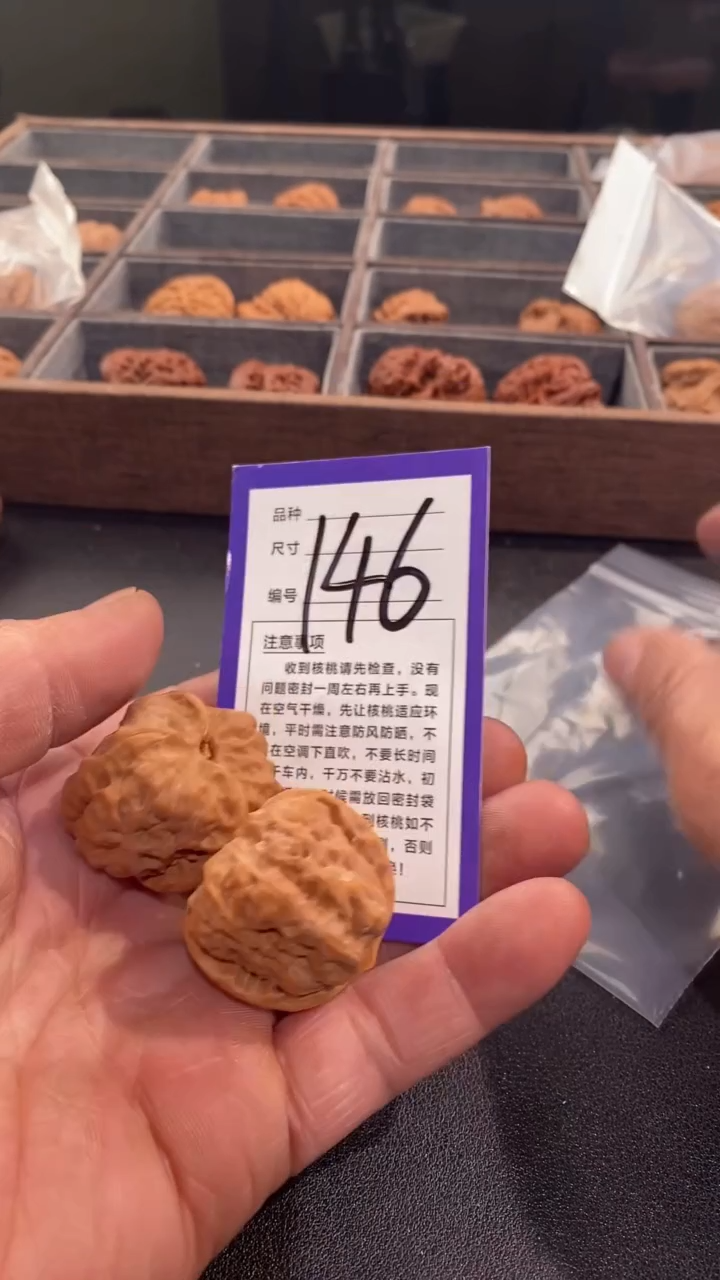 品种
尺寸
编号
146
注意事项
收到核桃请先检查，没有
问题密封一周左右再上手。现
在空气干燥，先让核桃适应环
境，平时需注意防风防晒，不
在空调下直吹，不要长时间
车内，千万不要沾水，初
候需放回密封袋
到核桃如不
，否则
！